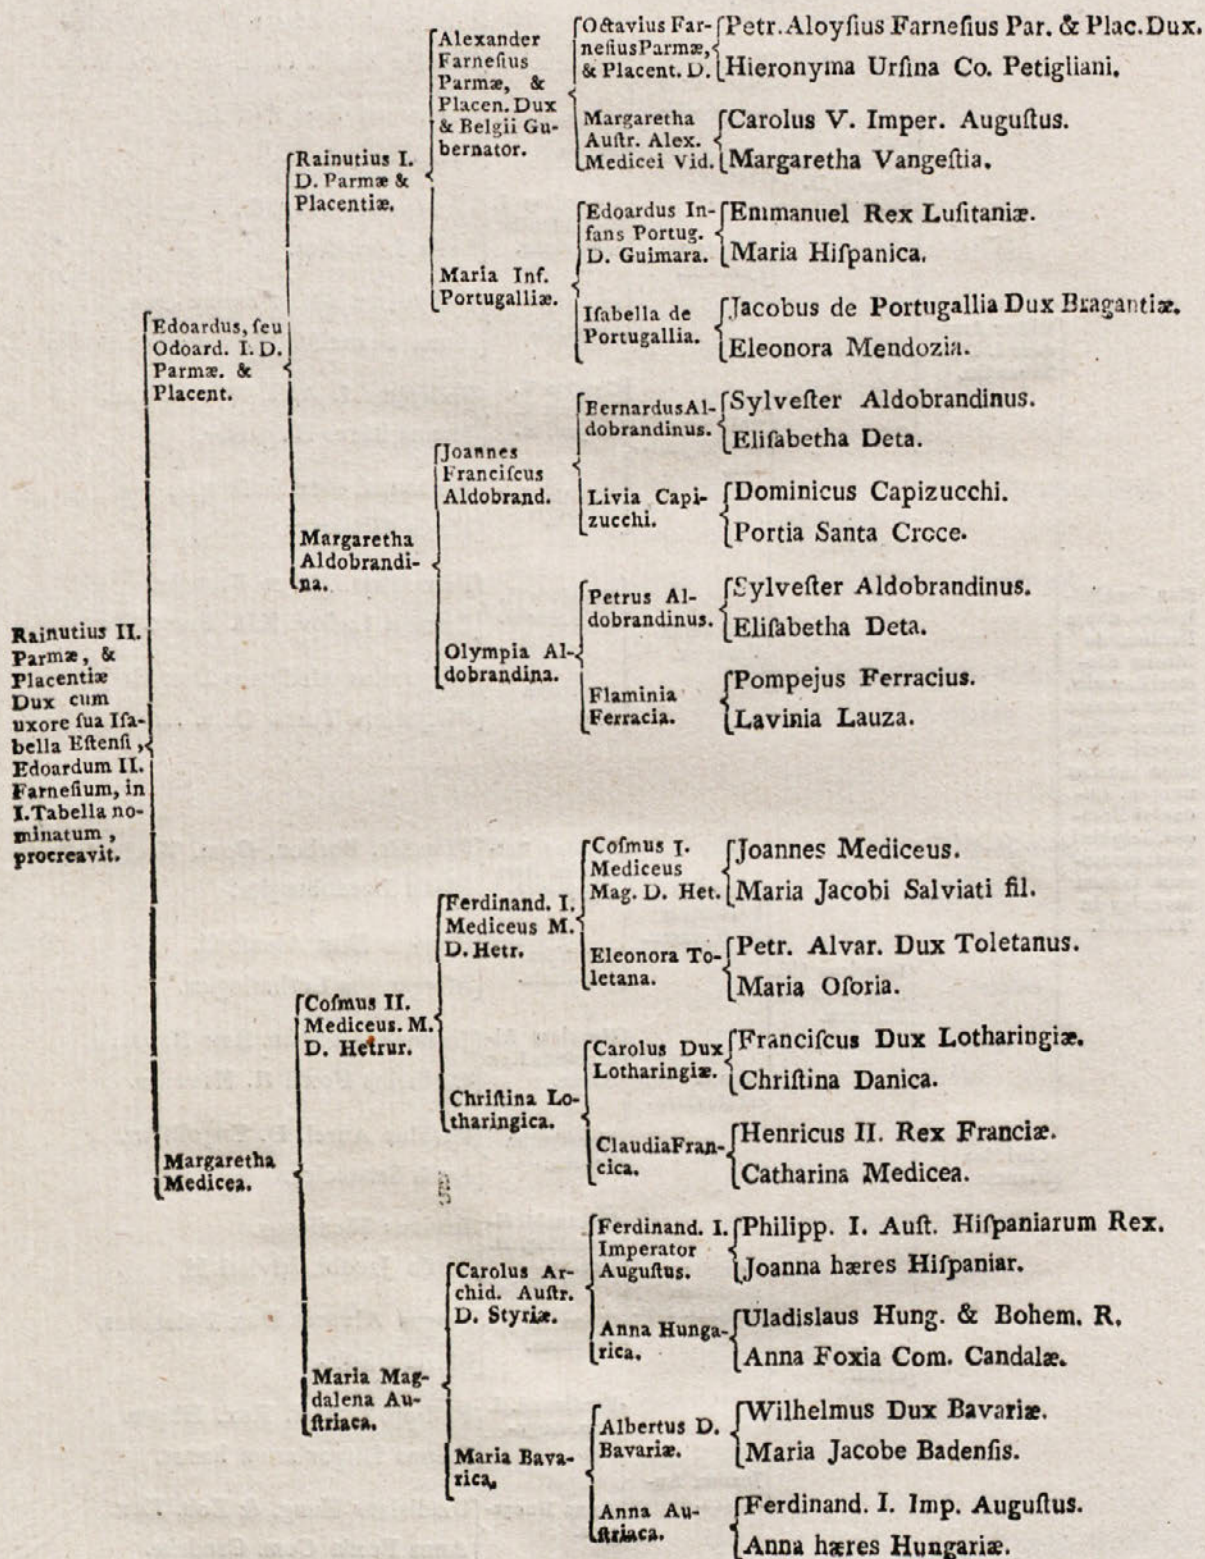 Rainutius II.
Parmæ, &
Placentiæ
Dux cum
uxore ſua Iſa-
bella Eſtenſi,
Edoardum II.
Farneſium, in
I. Tabella no-
minatum,
procreavit.
Edoardus, ſeu
Odoard. I. D.
Parmæ. &
Placent.
Rainutius I.
D. Parmæ &
Placentiæ.
Alexander
Farneſius
Parmæ, &
Placen. Dux
& Belgii Gu-
bernator.
Octavius Far-
neſius Parmæ,
& Placent. D.
Petr. Aloyſius Farneſius Par. & Plac. Dux.
Hieronyma Urſina Co. Petigliani.
Margaretha
Auſtr. Alex.
Medicei Vid.
Carolus V. Imper. Auguſtus.
Margaretha Vangeſtia.
Maria Inf.
Portugalliæ.
Edoardus In-
fans Portug.
D. Guimara.
Emmanuel Rex Luſitaniæ.
Maria Hiſpanica.
Iſabella de
Portugallia.
Jacobus de Portugallia Dux Bragantiæ.
Eleonora Mendozia.
Margaretha
Aldobrandi-
na.
Joannes
Franciſcus
Aldobrand.
Bernardus Al-
dobrandinus.
Sylveſter Aldobrandinus.
Eliſabetha Deta.
Livia Capi-
zucchi.
Dominicus Capizucchi.
Portia Santa Croce.
Olympia Al-
dobrandina.
Petrus Al-
dobrandinus.
Sylveſter Aldobrandinus.
Eliſabetha Deta.
Flaminia
Ferracia.
Pompejus Ferracius.
Lavinia Lauza.
Margaretha
Medicea.
Coſmus II.
Mediceus. M.
D. Hetrur.
Ferdinand. I.
Mediceus M.
D. Hetr.
Coſmus I.
Mediceus
Mag. D. Het.
Joannes Mediceus.
Maria Jacobi Salviati fil.
Eleonora To-
letana.
Petr. Alvar. Dux Toletanus.
Maria Oſoria.
Chriſtina Lo-
tharingica.
Carolus Dux
Lotharingiæ.
Franciſcus Dux Lotharingiæ.
Chriſtina Danica.
Claudia Fran-
cica.
Henricus II. Rex Franciæ.
Catharina Medicea.
Maria Mag-
dalena Au-
ſtriaca.
Carolus Ar-
chid. Auſtr.
D. Styriæ.
Ferdinand. I.
Imperator
Auguſtus.
Philipp. I. Auſt. Hiſpaniarum Rex.
Joanna hæres Hiſpaniar.
Anna Hunga-
rica.
Uladislaus Hung. & Bohem. R.
Anna Foxia Com. Candalæ.
Maria Bava-
rica.
Albertus D.
Bavariæ.
Wilhelmus Dux Bavariæ.
Maria Jacobe Badenſis.
Anna Au-
ſtriaca.
Ferdinand. I. Imp. Auguſtus.
Anna hæres Hungariæ.